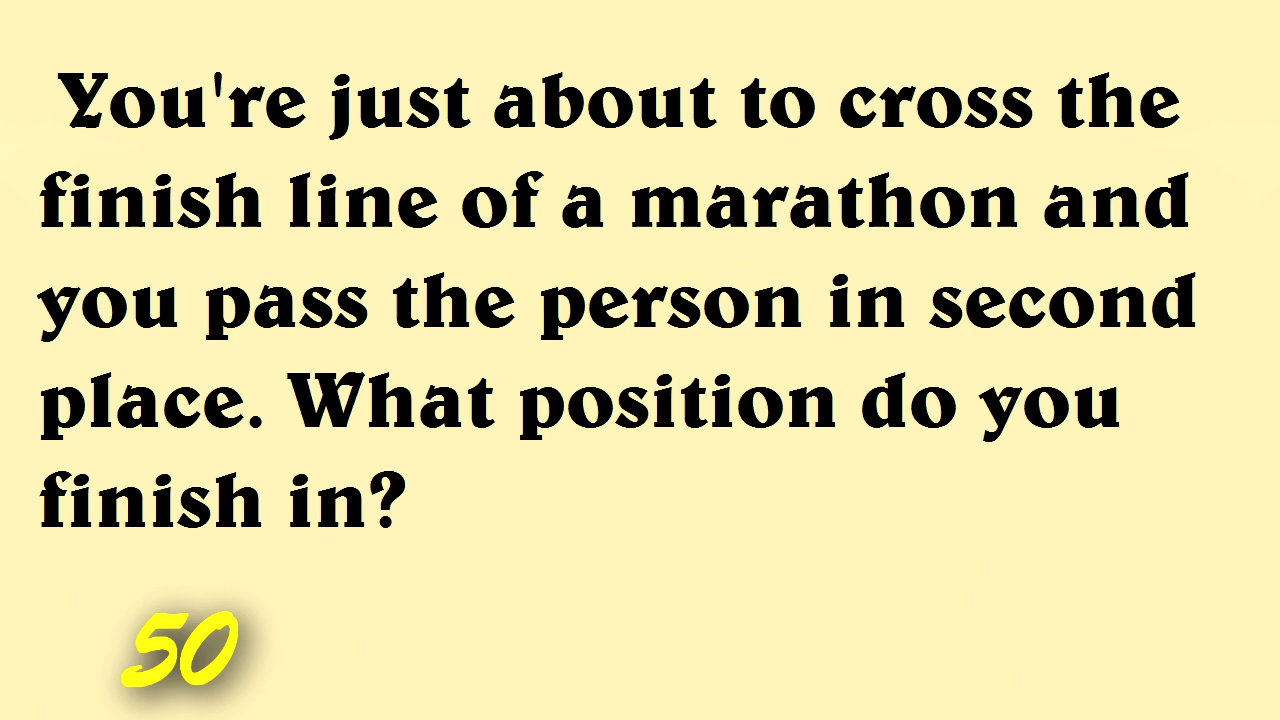 You're just about to cross the
finish line of a marathon and
you pass the person in second
place. What position do you
finish in?
50